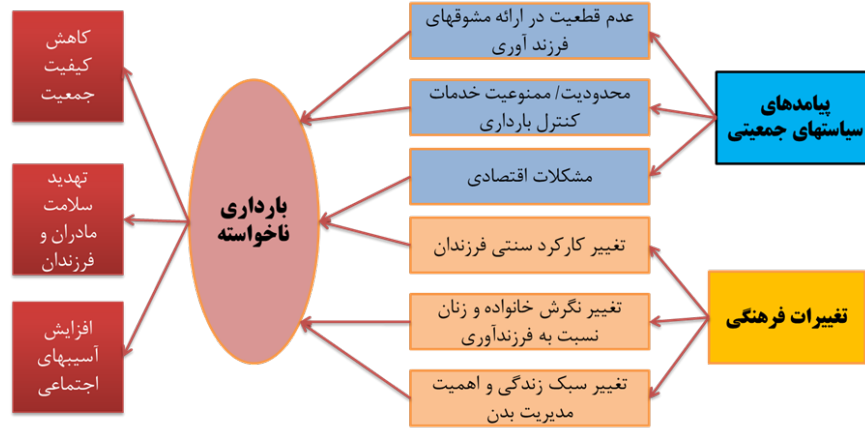 پیامدهای
سیاستهای جمعیتی
تغییرات فرهنگی
عدم قطعیت در ارائه مشوقهای
فرزند آوری
محدودیت/ ممنوعیت خدمات
کنترل بارداری
مشکلات اقتصادی
تغییر کارکرد سنتی فرزندان
تغییر نگرش خانواده و زنان
نسبت به فرزندآوری
تغییر سبک زندگی و اهمیت
مدیریت بدن
بارداری
ناخواسته
کاهش
کیفیت
جمعیت
تهدید
سلامت
مادران و
فرزندان
افزایش
آسیبهای
اجتماعی